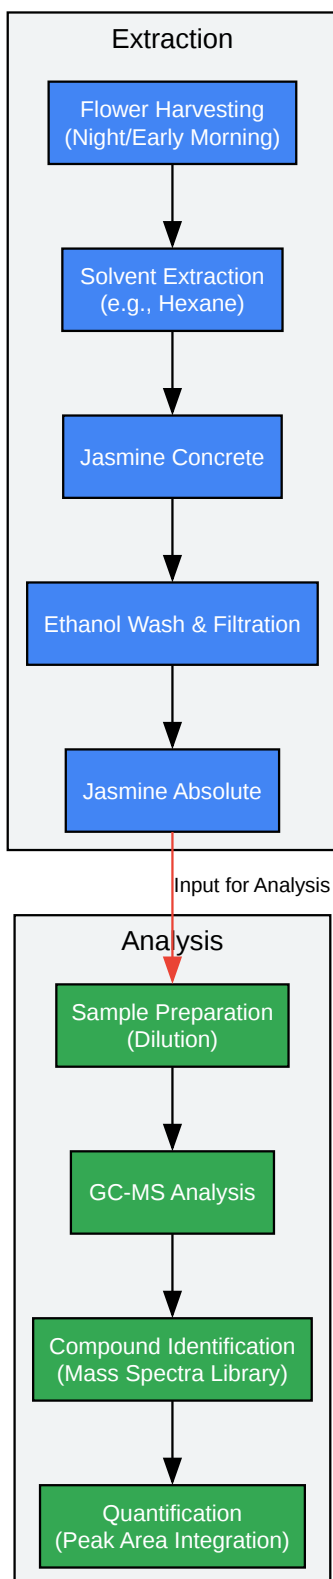 Extraction
Flower Harvesting
(Night/Early Morning)
Solvent Extraction
(e.g., Hexane)
Jasmine Concrete
Ethanol Wash & Filtration
Jasmine Absolute
Input for Analysis
Analysis
Sample Preparation
(Dilution)
GC-MS Analysis
Compound Identification
(Mass Spectra Library)
Quantification
(Peak Area Integration)